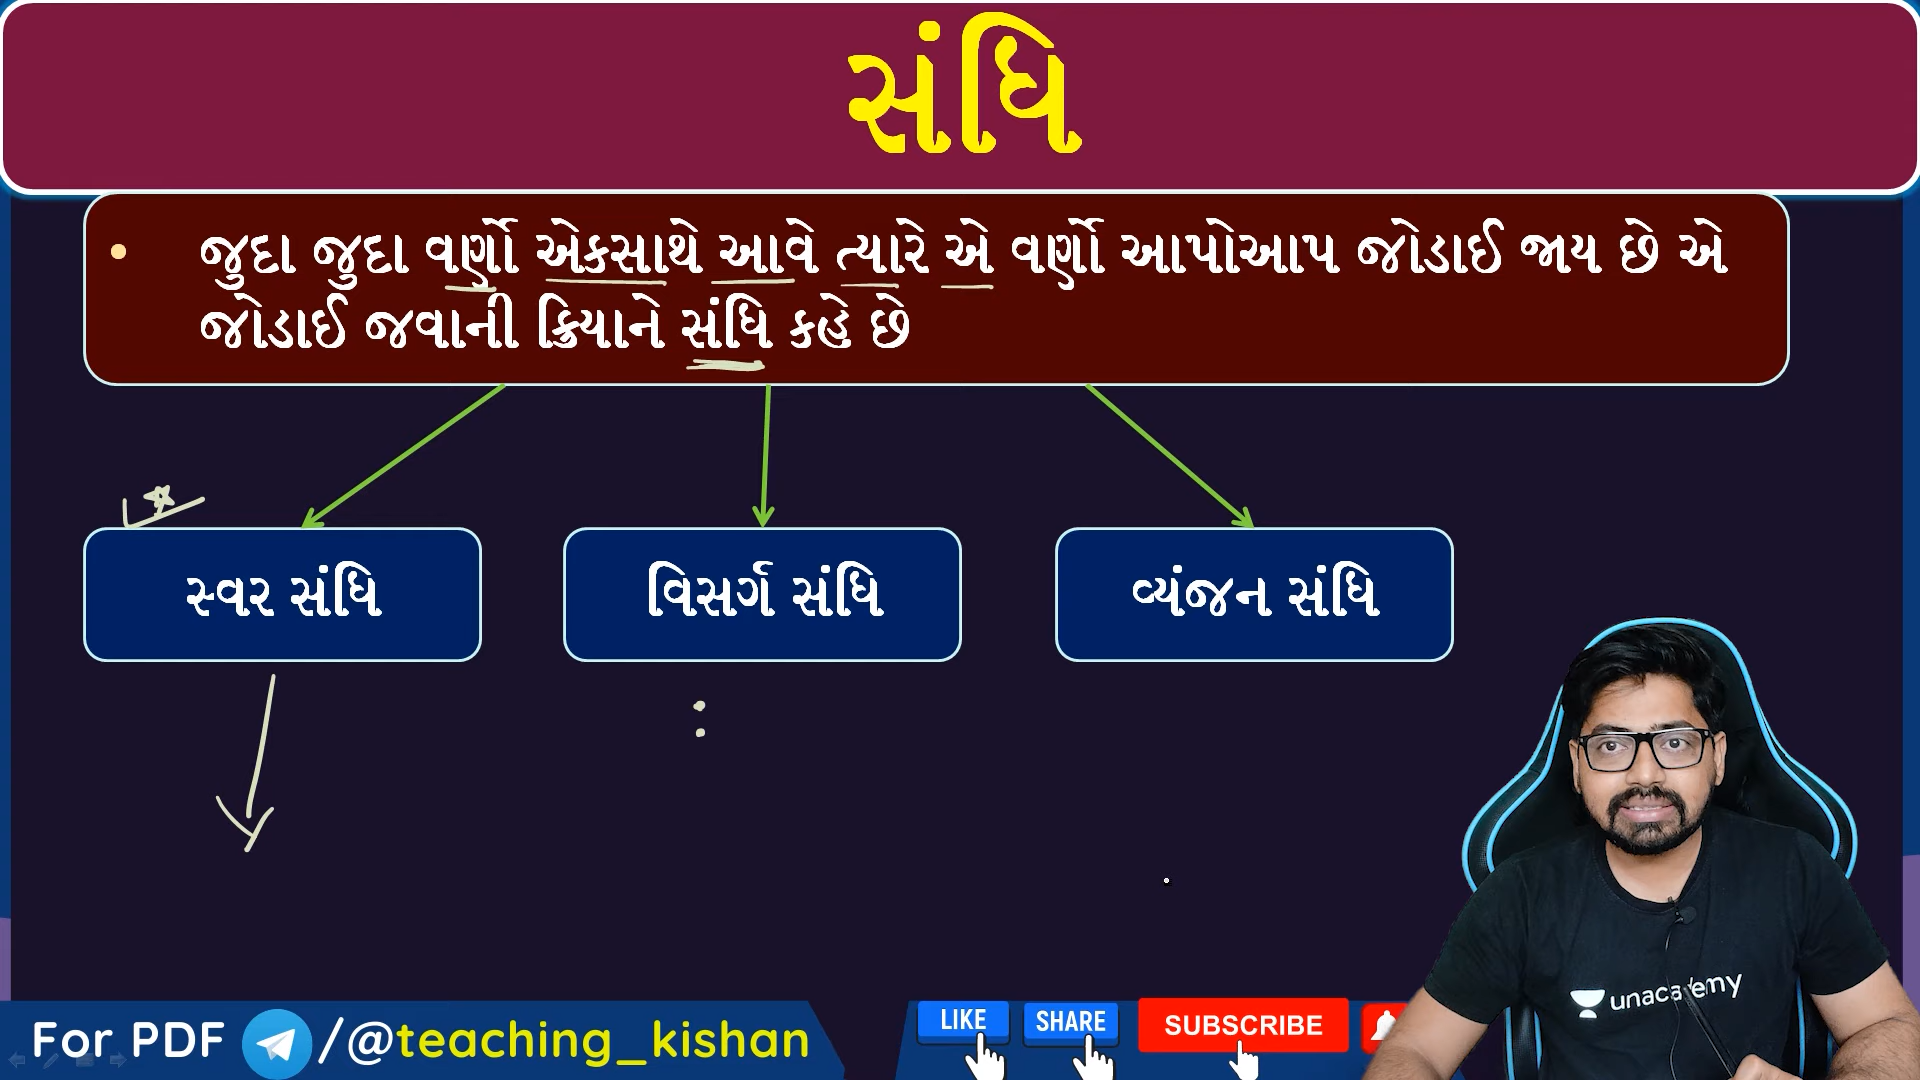 સંધિ
• જુદા જુદા વર્ણો એકસાથે આવે ત્યારે એ વર્ણો આપોઆપ જોડાઈ જાય છે એ
જોડાઈ જવાની ક્રિયાને સંધિ કહે છે
સ્વર સંધિ
વિસર્ગ સંધિ
વ્યંજન સંધિ
:
unacademy
For PDF /@teaching_kishan
LIKE
SHARE
SUBSCRIBE